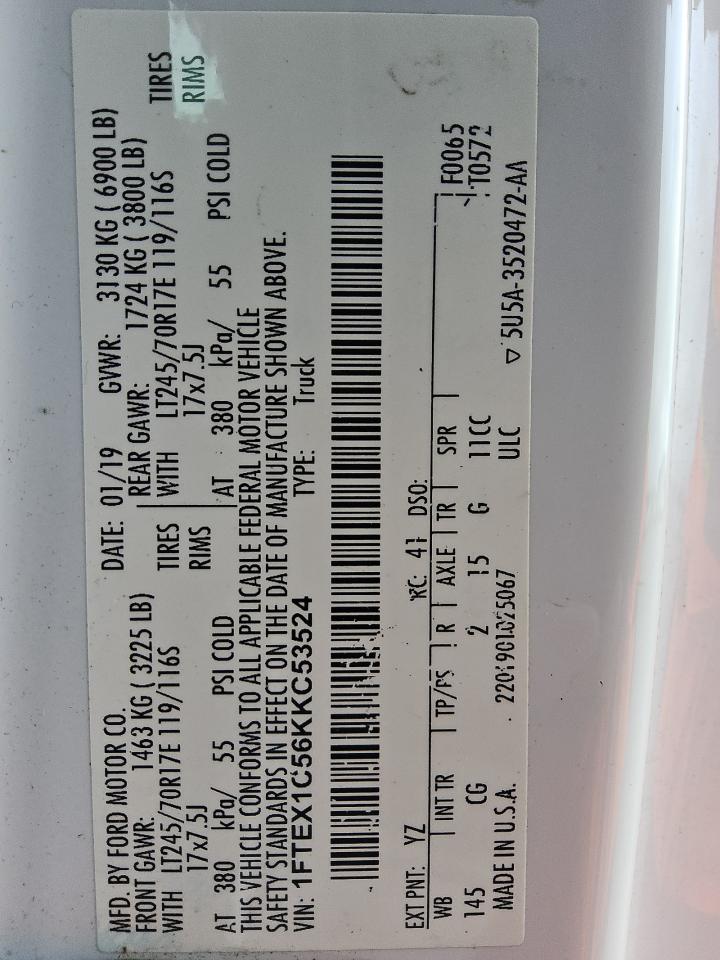 MFD. BY FORD MOTOR CO.
DATE: 01/19 GVWR: 3130 KG ( 6900 LB)
FRONT GAWR: REAR GAWR:
1463 KG ( 3225 LB) 1724 KG ( 3800 LB)
WITH LT245/70R17E 119/116S TIRES WITH LT245/70R17E 119/116S TIRES
17x7.5J RIMS 17x7.5J RIMS
AT 380 kPa/ 55 PSI COLD AT 380 kPa/ 55 PSI COLD
THIS VEHICLE CONFORMS TO ALL APPLICABLE FEDERAL MOTOR VEHICLE
SAFETY STANDARDS IN EFFECT ON THE DATE OF MANUFACTURE SHOWN ABOVE.
VIN: 1FTEX1C56KKC53524 TYPE: Truck
EXT PNT: YZ RC: 41 DSO:
WB INT TR TP/PS R AXLE TR SPR F0065
145 CG 2 15 G 11CC T0572
MADE IN U.S.A. ULC ▽ 5U5A-3520472-AA